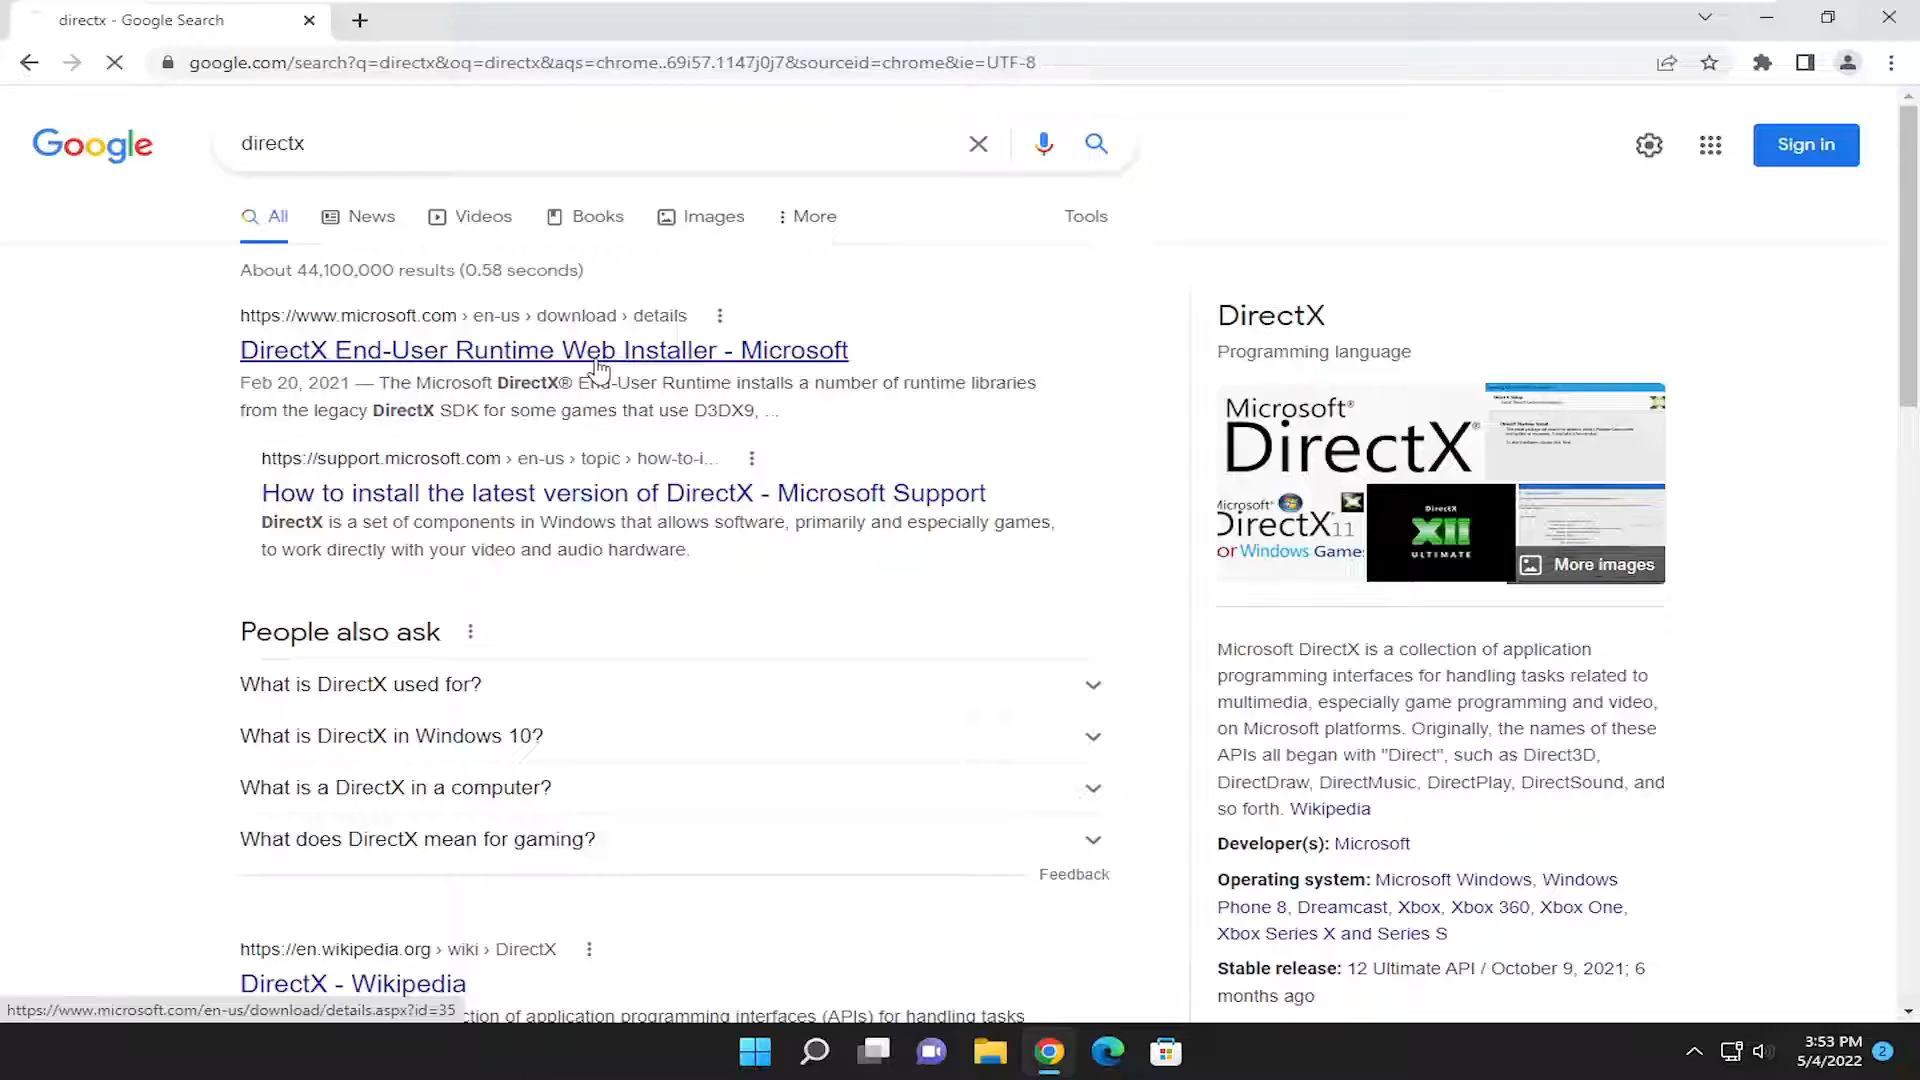 directx - Google Search
google.com/search?q=directx&oq=directx&aqs=chrome..69i57.1147j0j7&sourceid=chrome&ie=UTF-8
Google
directx
Sign in
All
News
Videos
Books
Images
More
Tools
About 44,100,000 results (0.58 seconds)
https://www.microsoft.com › en-us › download › details
DirectX End-User Runtime Web Installer - Microsoft
Feb 20, 2021 — The Microsoft DirectX® End-User Runtime installs a number of runtime libraries
from the legacy DirectX SDK for some games that use D3DX9, ...
https://support.microsoft.com › en-us › topic › how-to-i...
How to install the latest version of DirectX - Microsoft Support
DirectX is a set of components in Windows that allows software, primarily and especially games,
to work directly with your video and audio hardware.
People also ask
What is DirectX used for?
What is DirectX in Windows 10?
What is a DirectX in a computer?
What does DirectX mean for gaming?
Feedback
https://en.wikipedia.org › wiki › DirectX
DirectX - Wikipedia
ction of application programming interfaces (APIs) for handling tasks
https://www.microsoft.com/en-us/download/details.aspx?id=35
DirectX
Programming language
Microsoft®
DirectX®
icrosoft®
DirectX11
or Windows Game
DirectX
XII
ULTIMATE
More images
Microsoft DirectX is a collection of application
programming interfaces for handling tasks related to
multimedia, especially game programming and video,
on Microsoft platforms. Originally, the names of these
APIs all began with "Direct", such as Direct3D,
DirectDraw, DirectMusic, DirectPlay, DirectSound, and
so forth. Wikipedia
Developer(s): Microsoft
Operating system: Microsoft Windows, Windows
Phone 8, Dreamcast, Xbox, Xbox 360, Xbox One,
Xbox Series X and Series S
Stable release: 12 Ultimate API / October 9, 2021; 6
months ago
3:53 PM
5/4/2022
2